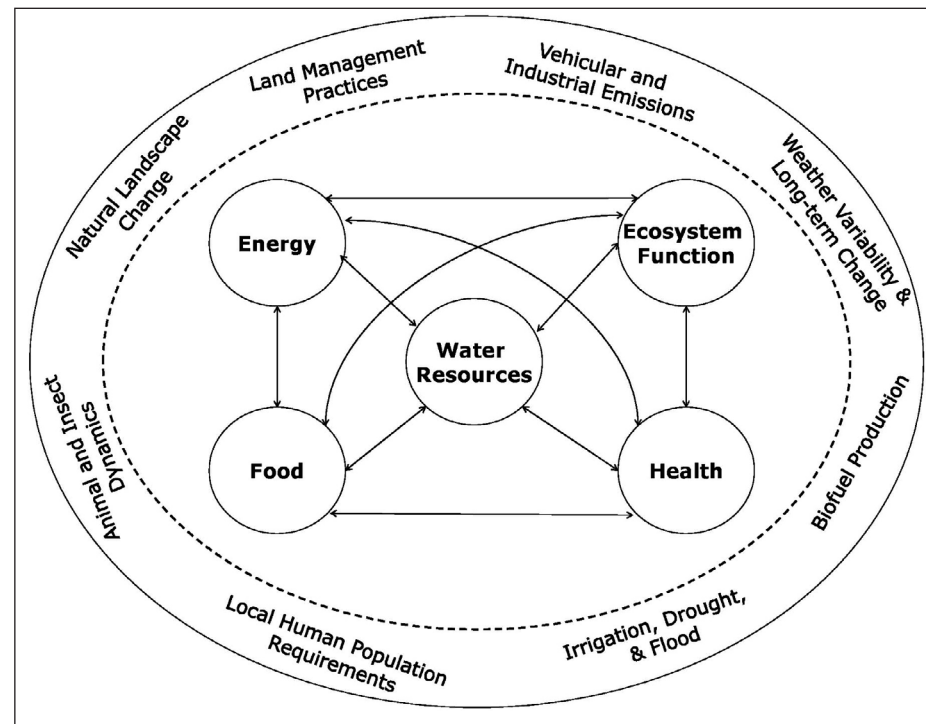 Land Management
Practices
Vehicular and
Industrial Emissions
Natural Landscape
Change
Weather Variability &
Long-term Change
Energy
Ecosystem
Function
Water
Resources
Food
Health
Animal and Insect
Dynamics
Biofuel Production
Local Human Population
Requirements
Irrigation, Drought,
& Flood